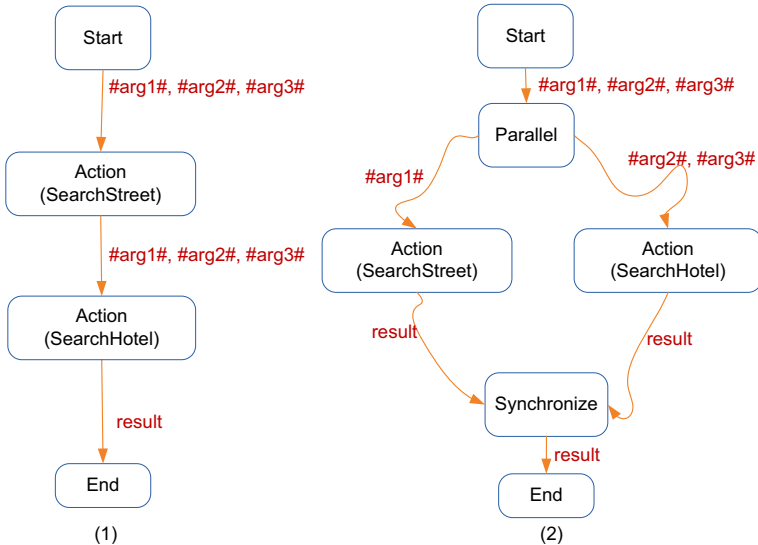 Start
#arg1#, #arg2#, #arg3#
Action
(SearchStreet)
#arg1#, #arg2#, #arg3#
Action
(SearchHotel)
result
End
(1)
Start
#arg1#, #arg2#, #arg3#
Parallel
#arg1#
#arg2#, #arg3#
Action
(SearchStreet)
Action
(SearchHotel)
result
result
Synchronize
result
End
(2)